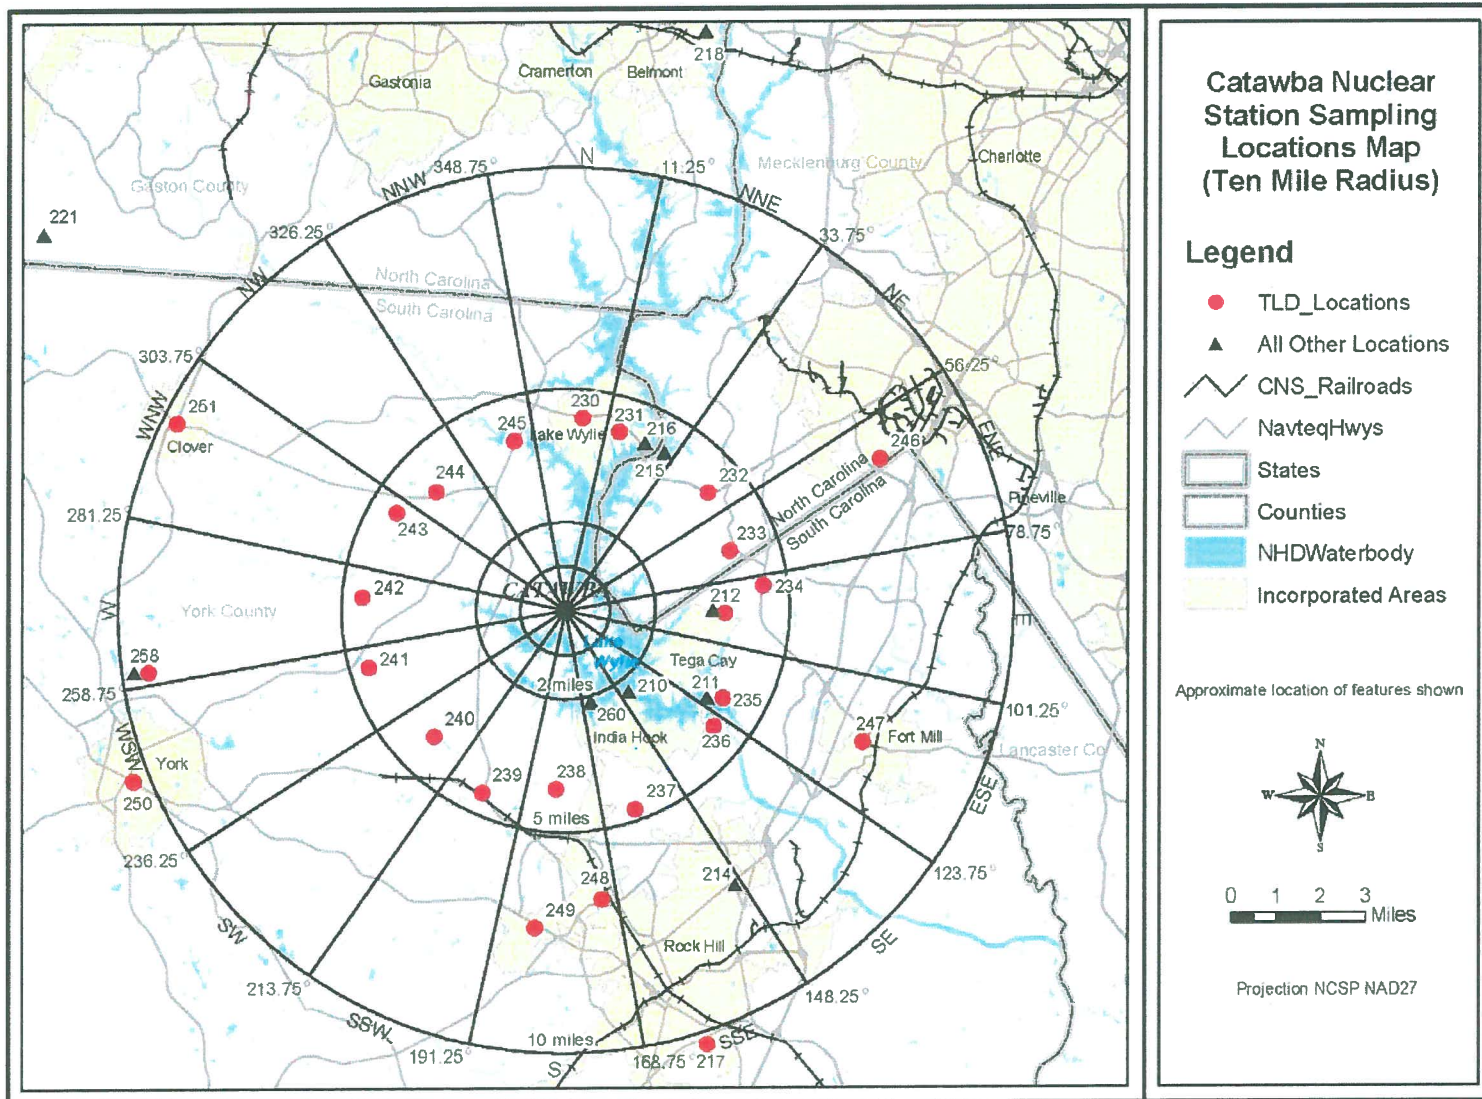 218
Gastonia
Cramerton
Belmont
Charlotte
Mecklenburg County
Gaston County
N
348.75°
11.25°
NNW
NNE
221
326.25°
33.75°
NW
NE
North Carolina
South Carolina
303.75°
56.25°
WNW
251
Clover
230
231
216
245
Lake Wylie
215
246
ENE
244
232
North Carolina
South Carolina
Pineville
243
281.25°
78.75°
233
234
242
212
W
E
York County
Lake
Wylie
Tega Cay
241
258
258.75°
2 miles
210
211
235
260
India Hook
236
101.25°
247
Fort Mill
Lancaster Co
240
WSW
York
250
239
238
237
5 miles
ESE
236.25°
123.75°
248
214
249
SW
Rock Hill
SE
213.75°
148.25°
SSW
10 miles
SSE
191.25°
S
168.75°
217
Catawba Nuclear
Station Sampling
Locations Map
(Ten Mile Radius)
Legend
TLD_Locations
All Other Locations
CNS_Railroads
NavteqHwys
States
Counties
NHDWaterbody
Incorporated Areas
Approximate location of features shown
N
W
E
S
0 1 2 3
Miles
Projection NCSP NAD27